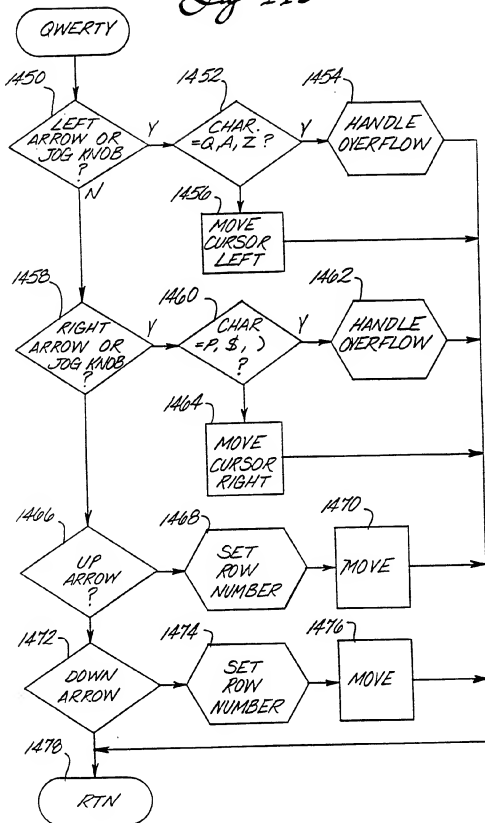 Fig
QWERTY
1450
LEFT
ARROW OR
JOG KNOB
?
Y
N
1452
CHAR.
=Q,A,Z ?
Y
1454
HANDLE
OVERFLOW
1456
MOVE
CURSOR
LEFT
1458
RIGHT
ARROW OR
JOG KNOB
?
Y
1460
CHAR
=P, $, )
?
Y
1462
HANDLE
OVERFLOW
1464
MOVE
CURSOR
RIGHT
1466
UP
ARROW
?
1468
SET
ROW
NUMBER
1470
MOVE
1472
DOWN
ARROW
1474
SET
ROW
NUMBER
1476
MOVE
1478
RTN